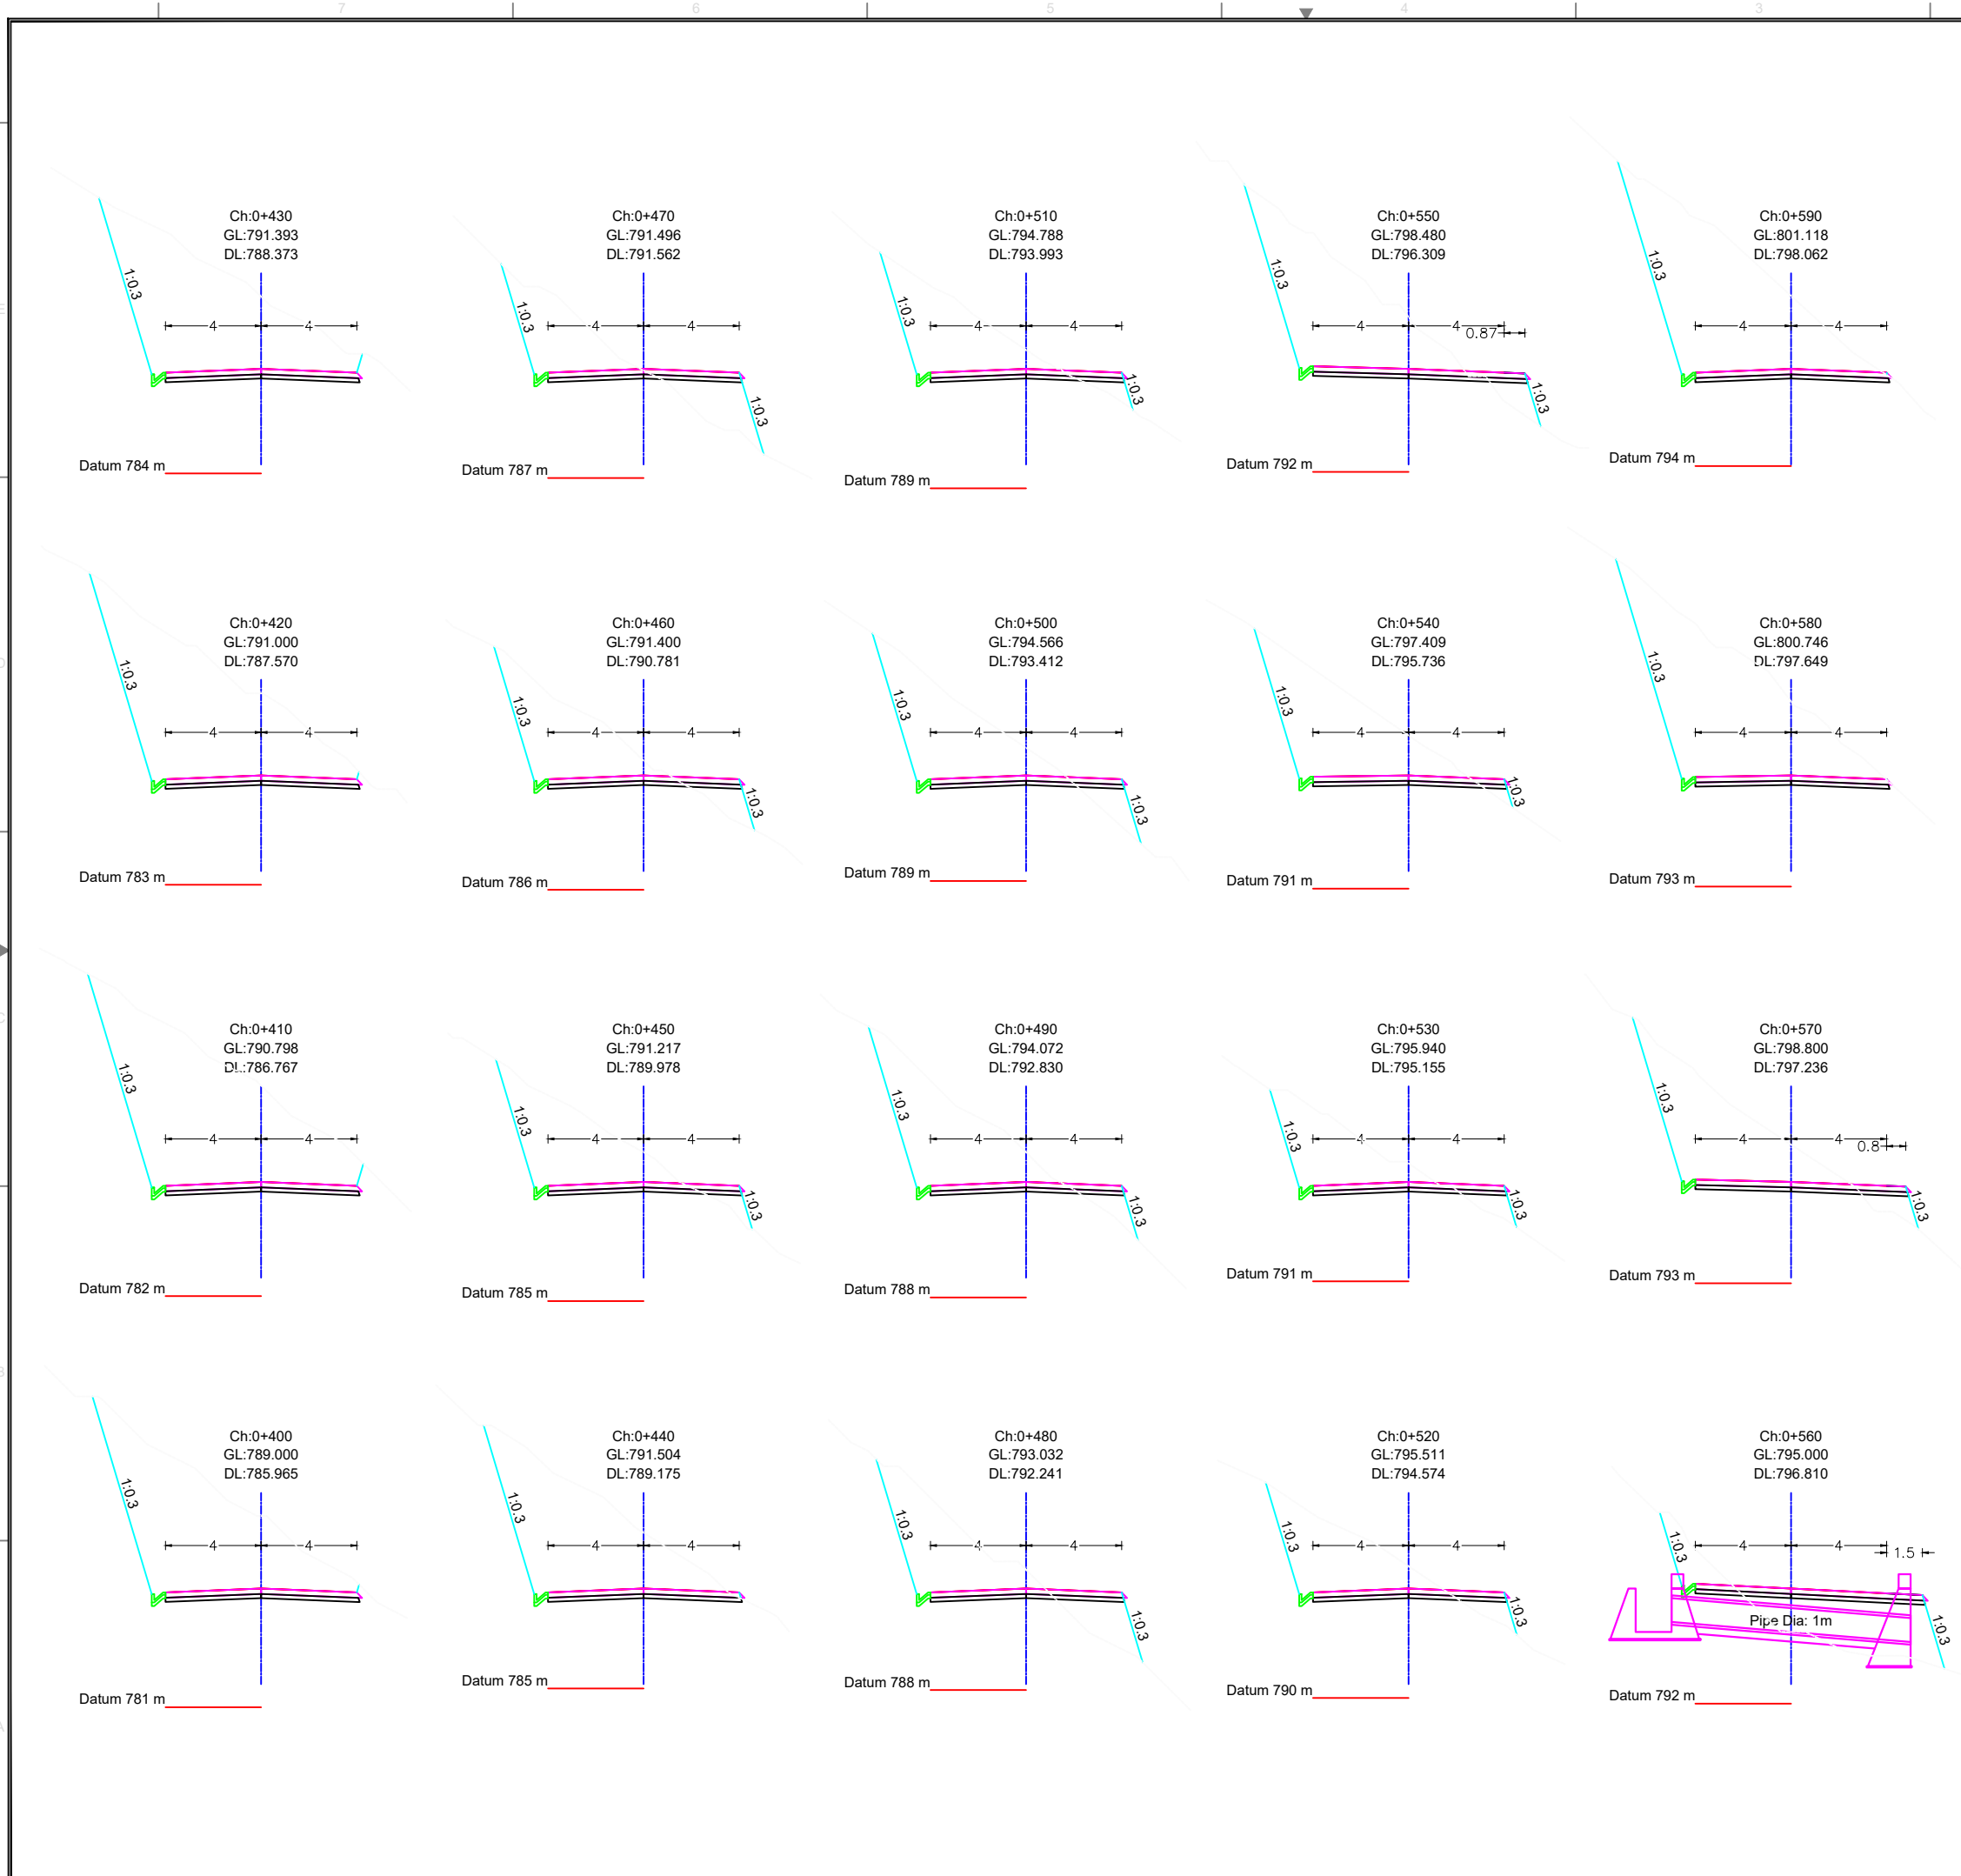 7 6 5 4 3
Ch:0+430
GL:791.393
DL:788.373
1:0.3
4 4
Datum 784 m
Ch:0+470
GL:791.496
DL:791.562
1:0.3
4 4
1:0.3
Datum 787 m
Ch:0+510
GL:794.788
DL:793.993
1:0.3
4 4
1:0.3
Datum 789 m
Ch:0+550
GL:798.480
DL:796.309
1:0.3
4 4
0.87
1:0.3
Datum 792 m
Ch:0+590
GL:801.118
DL:798.062
1:0.3
4 4
Datum 794 m
E
Ch:0+420
GL:791.000
DL:787.570
1:0.3
4 4
Datum 783 m
Ch:0+460
GL:791.400
DL:790.781
1:0.3
4 4
1:0.3
Datum 786 m
Ch:0+500
GL:794.566
DL:793.412
1:0.3
4 4
1:0.3
Datum 789 m
Ch:0+540
GL:797.409
DL:795.736
1:0.3
4 4
1:0.3
Datum 791 m
Ch:0+580
GL:800.746
DL:797.649
1:0.3
4 4
Datum 793 m
D
Ch:0+410
GL:790.798
DL:786.767
1:0.3
4 4
Datum 782 m
Ch:0+450
GL:791.217
DL:789.978
1:0.3
4 4
1:0.3
Datum 785 m
Ch:0+490
GL:794.072
DL:792.830
1:0.3
4 4
1:0.3
Datum 788 m
Ch:0+530
GL:795.940
DL:795.155
1:0.3
4 4
1:0.3
Datum 791 m
Ch:0+570
GL:798.800
DL:797.236
1:0.3
4 4
0.8
1:0.3
Datum 793 m
C
Ch:0+400
GL:789.000
DL:785.965
1:0.3
4 4
Datum 781 m
Ch:0+440
GL:791.504
DL:789.175
1:0.3
4 4
Datum 785 m
Ch:0+480
GL:793.032
DL:792.241
1:0.3
4 4
1:0.3
Datum 788 m
Ch:0+520
GL:795.511
DL:794.574
1:0.3
4 4
1:0.3
Datum 790 m
Ch:0+560
GL:795.000
DL:796.810
1:0.3
4 4
1.5
Pipe Dia: 1m
1:0.3
Datum 792 m
B
A